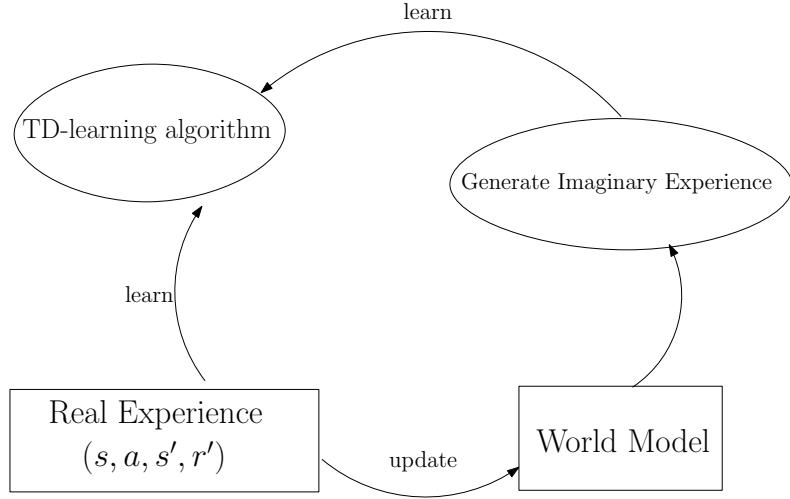 learn
TD-learning algorithm
Generate Imaginary Experience
learn
Real Experience
(s, a, s′, r′)
World Model
update